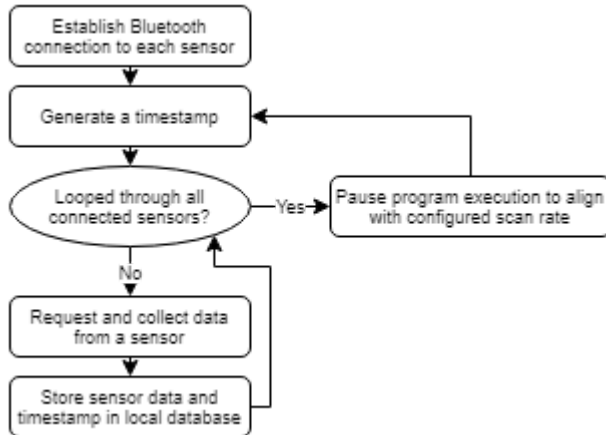 Establish Bluetooth
connection to each sensor
Generate a timestamp
Looped through all
connected sensors?
Yes
Pause program execution to align
with configured scan rate
No
Request and collect data
from a sensor
Store sensor data and
timestamp in local database